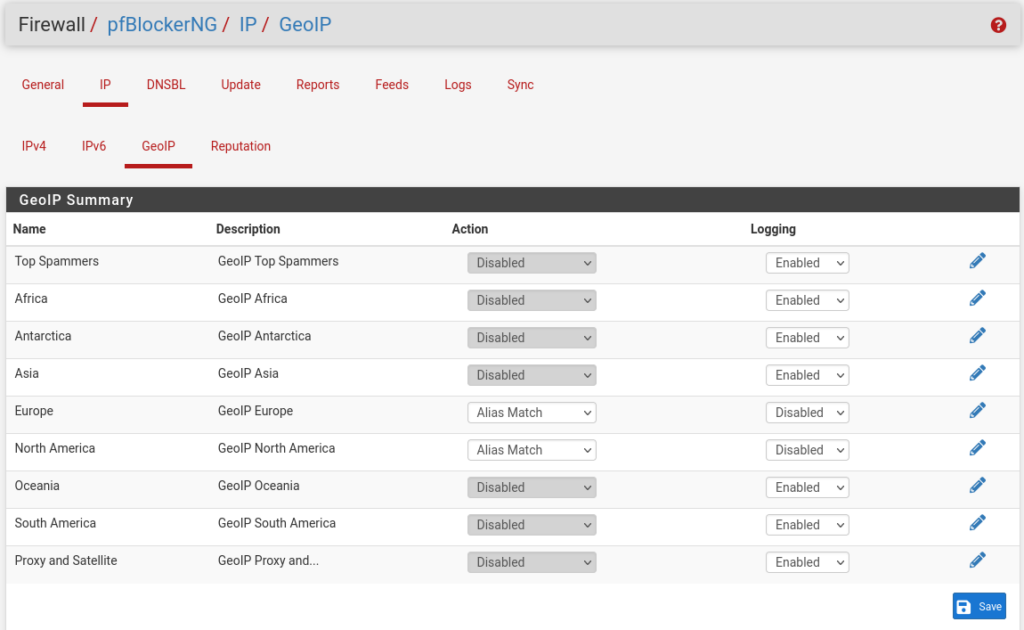 Firewall / pfBlockerNG / IP / GeoIP
General IP DNSBL Update Reports Feeds Logs Sync
IPv4 IPv6 GeoIP Reputation
GeoIP Summary
Name Description Action Logging
Top Spammers GeoIP Top Spammers Disabled Enabled
Africa GeoIP Africa Disabled Enabled
Antarctica GeoIP Antarctica Disabled Enabled
Asia GeoIP Asia Disabled Enabled
Europe GeoIP Europe Alias Match Disabled
North America GeoIP North America Alias Match Disabled
Oceania GeoIP Oceania Disabled Enabled
South America GeoIP South America Disabled Enabled
Proxy and Satellite GeoIP Proxy and... Disabled Enabled
Save